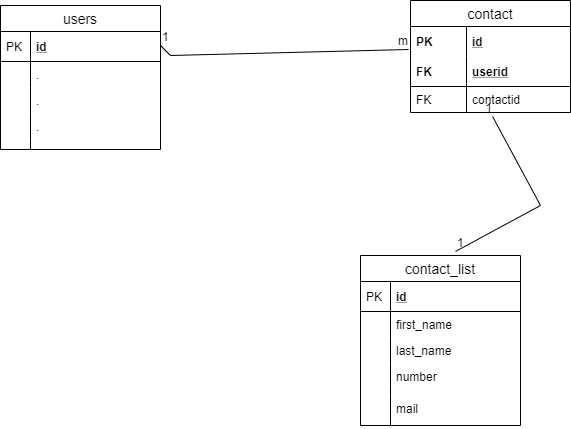 users
PK id
.
.
.
1
m
contact
PK id
FK userid
FK contactid
1
1
contact_list
PK id
first_name
last_name
number
mail